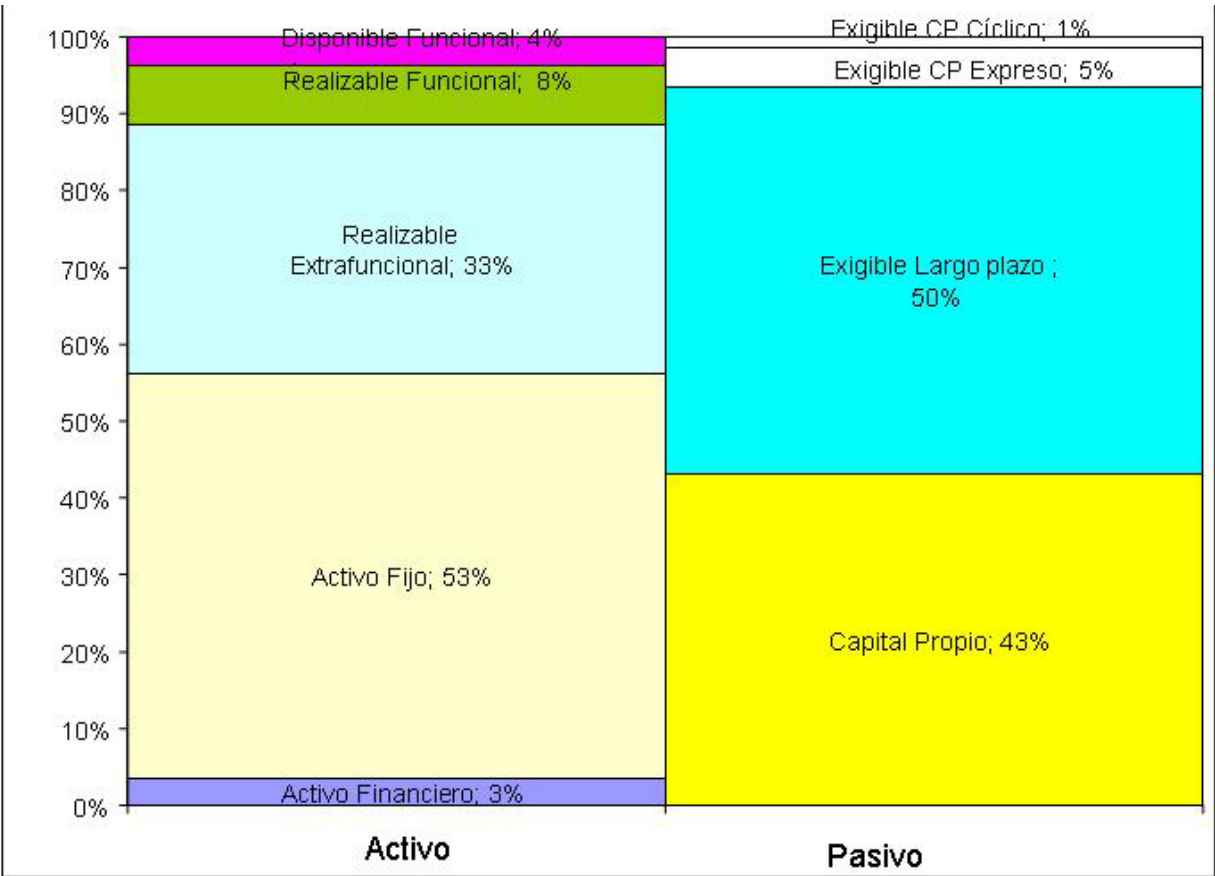 100%
90%
80%
70%
60%
50%
40%
30%
20%
10%
0%
Disponible Funcional; 4%
Realizable Funcional; 8%
Realizable
Extrafuncional; 33%
Activo Fijo; 53%
Activo Financiero; 3%
Exigible CP Cíclico; 1%
Exigible CP Expreso; 5%
Exigible Largo plazo ;
50%
Capital Propio; 43%
Activo
Pasivo